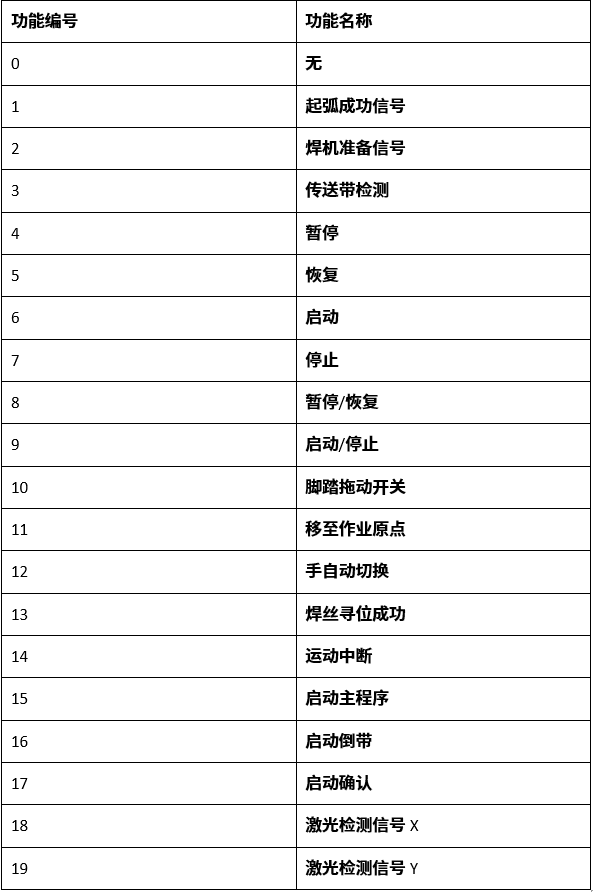 功能编号 功能名称
0 无
1 起弧成功信号
2 焊机准备信号
3 传送带检测
4 暂停
5 恢复
6 启动
7 停止
8 暂停/恢复
9 启动/停止
10 脚踏拖动开关
11 移至作业原点
12 手自动切换
13 焊丝寻位成功
14 运动中断
15 启动主程序
16 启动倒带
17 启动确认
18 激光检测信号 X
19 激光检测信号 Y